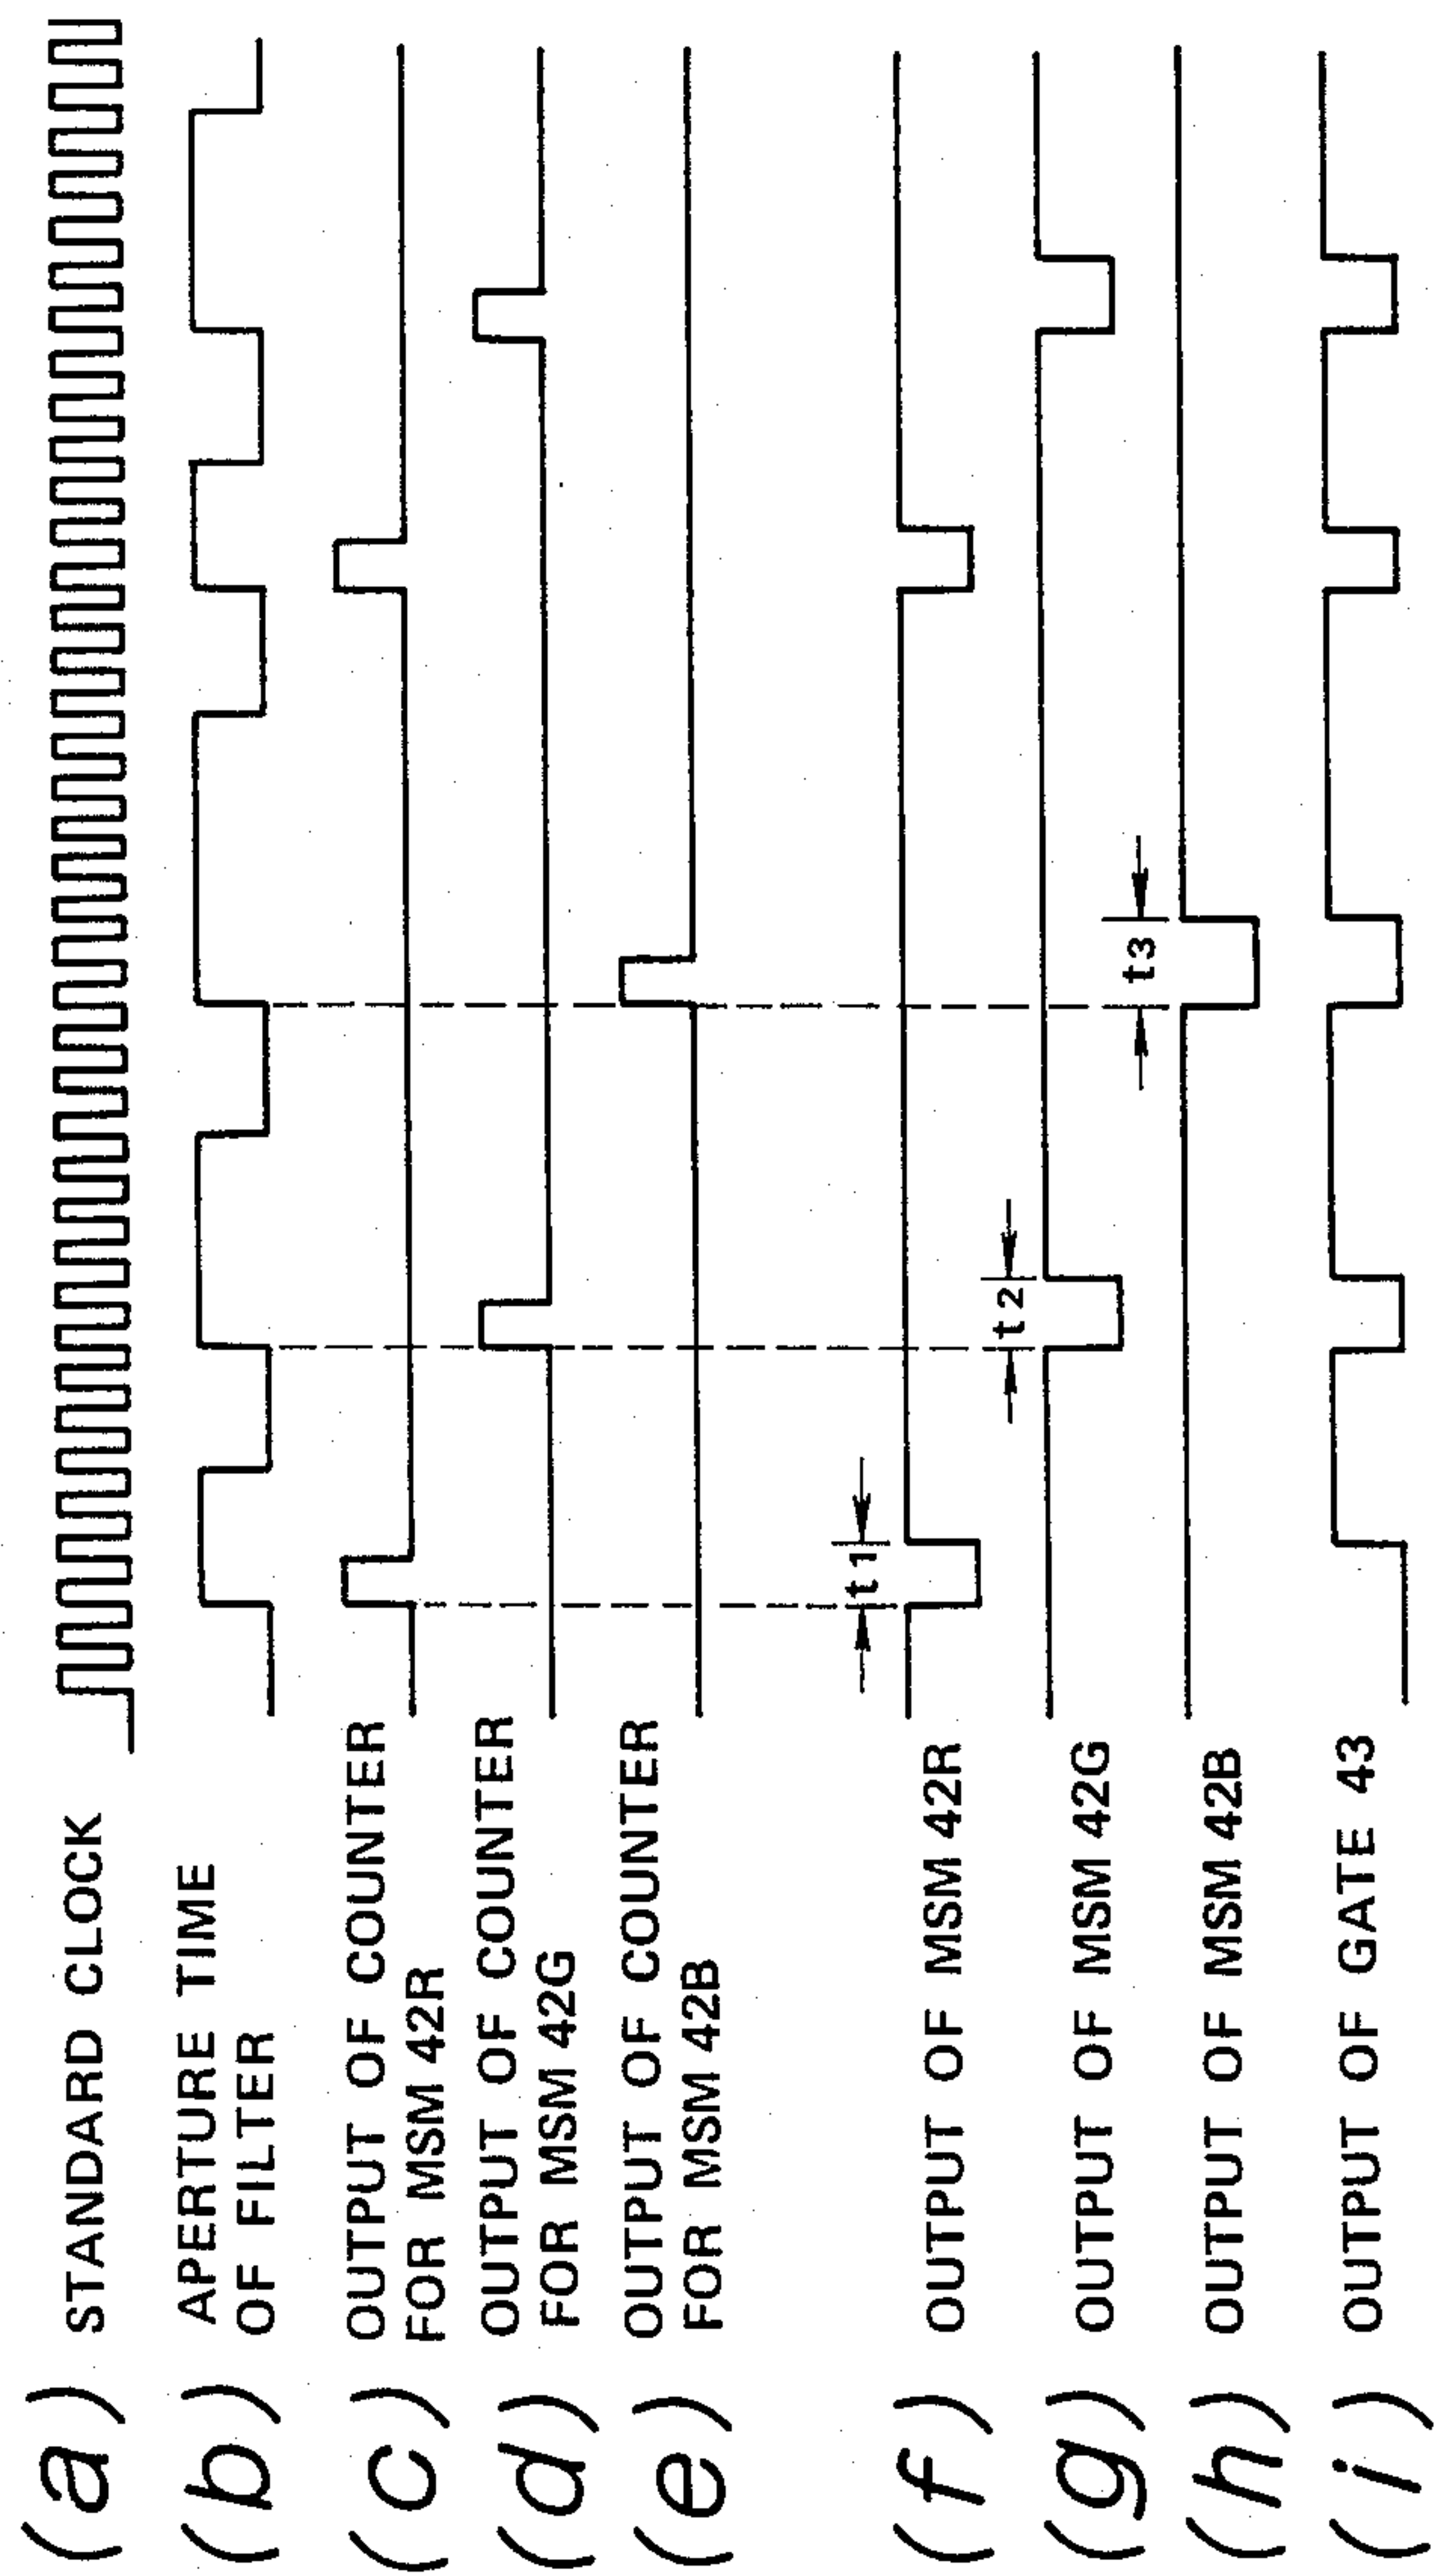 (a) STANDARD CLOCK
(b) APERTURE TIME
OF FILTER
(c) OUTPUT OF COUNTER
FOR MSM 42R
(d) OUTPUT OF COUNTER
FOR MSM 42G
(e) OUTPUT OF COUNTER
FOR MSM 42B
(f) OUTPUT OF MSM 42R
t1
(g) OUTPUT OF MSM 42G
t2
(h) OUTPUT OF MSM 42B
t3
(i) OUTPUT OF GATE 43